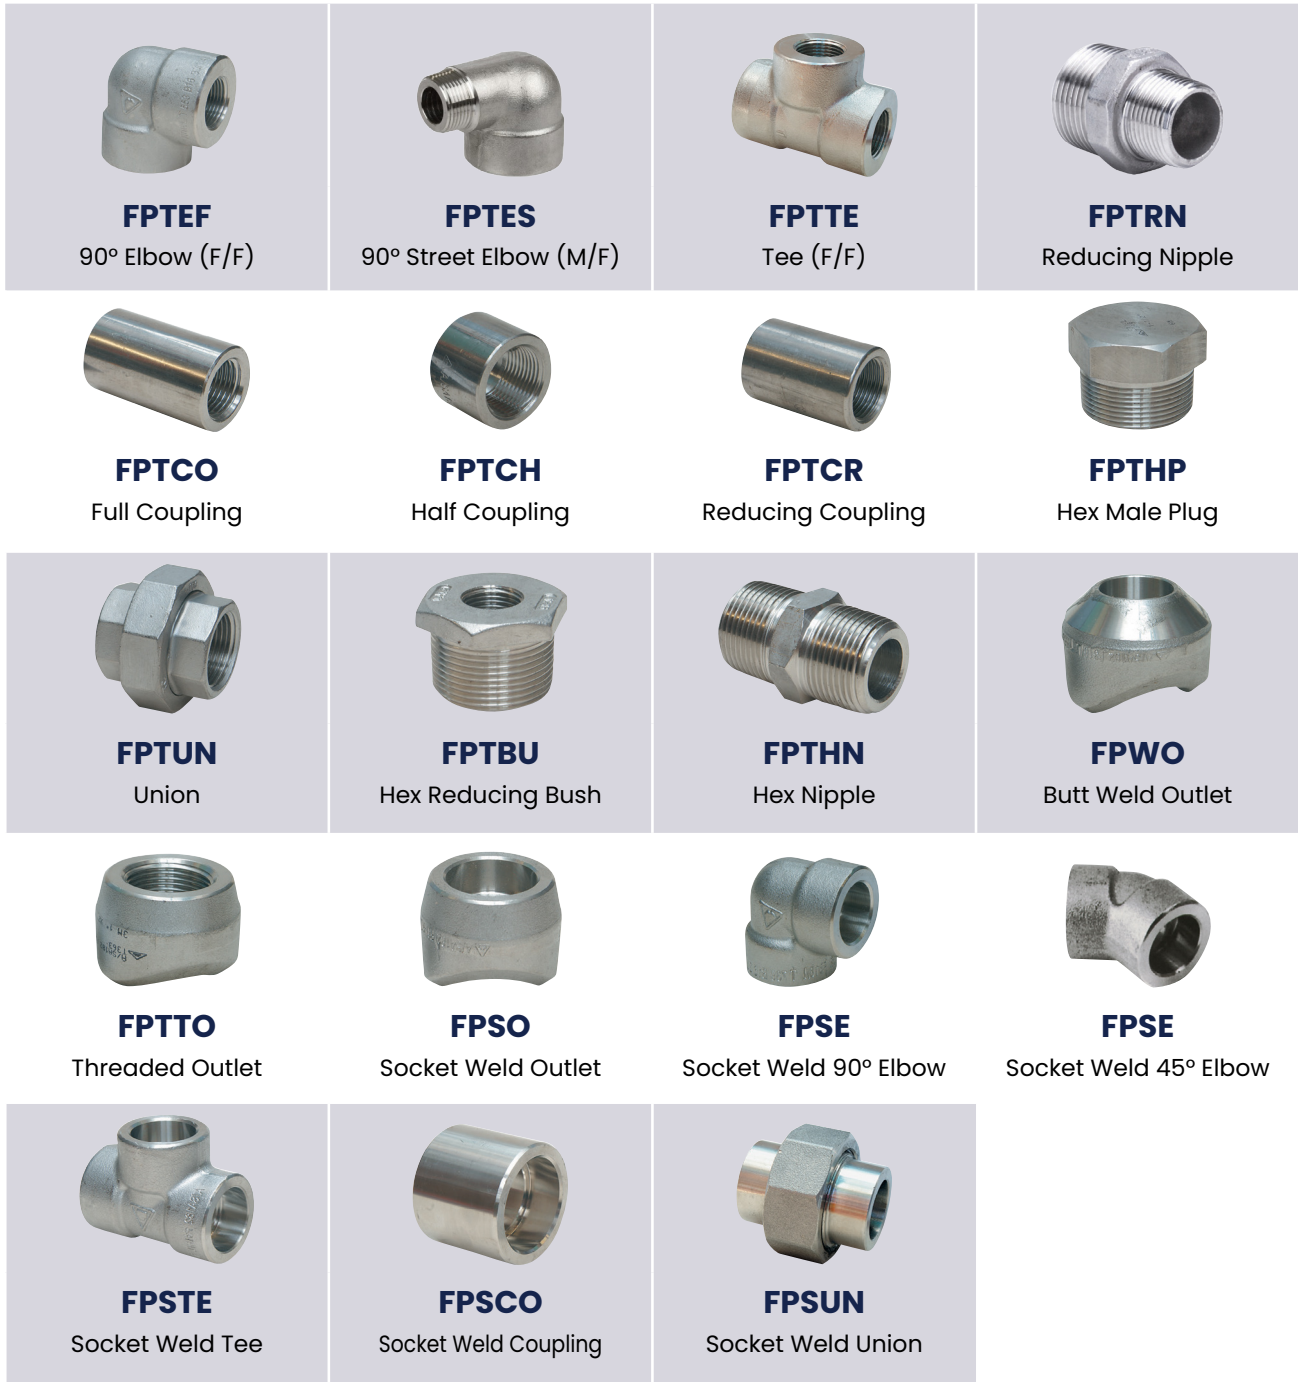 FPTEF
90° Elbow (F/F)
FPTES
90° Street Elbow (M/F)
FPTTE
Tee (F/F)
FPTRN
Reducing Nipple
FPTCO
Full Coupling
FPTCH
Half Coupling
FPTCR
Reducing Coupling
FPTHP
Hex Male Plug
FPTUN
Union
FPTBU
Hex Reducing Bush
FPTHN
Hex Nipple
FPWO
Butt Weld Outlet
FPTTO
Threaded Outlet
FPSO
Socket Weld Outlet
FPSE
Socket Weld 90° Elbow
FPSE
Socket Weld 45° Elbow
FPSTE
Socket Weld Tee
FPSCO
Socket Weld Coupling
FPSUN
Socket Weld Union